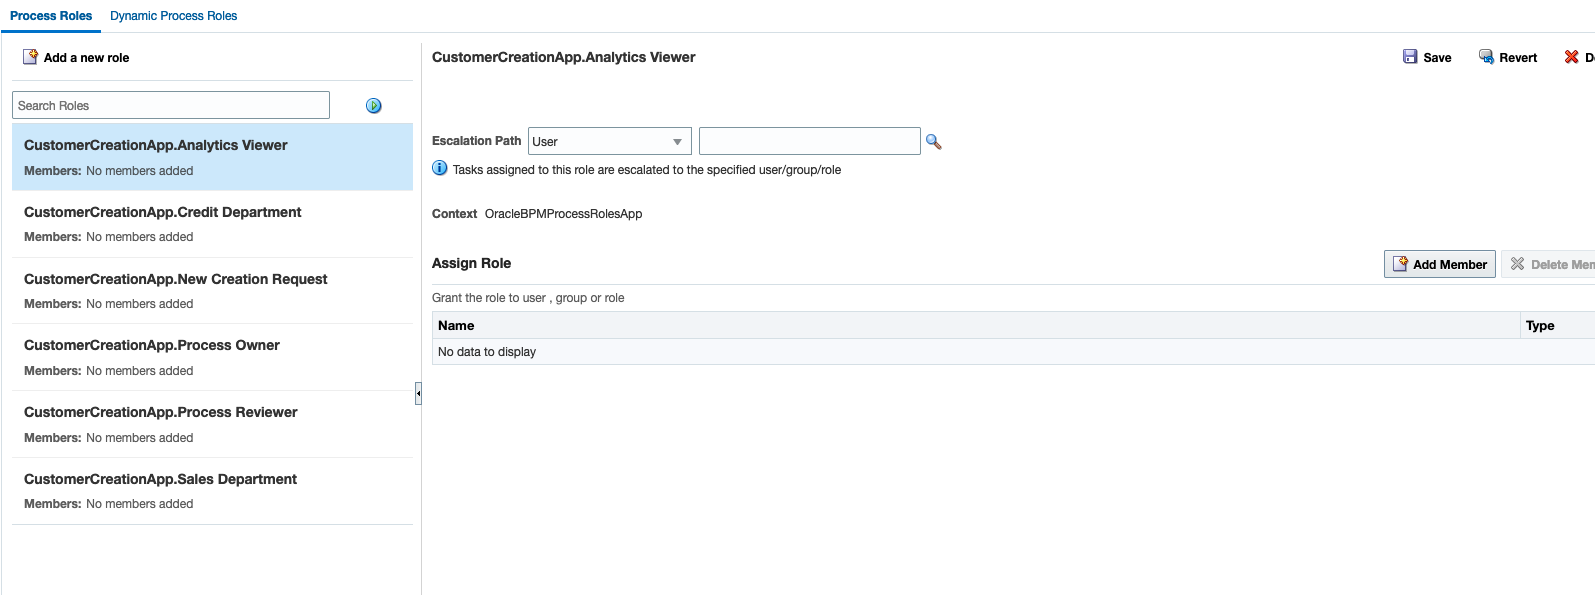 Process Roles
Dynamic Process Roles
Add a new role
Search Roles
CustomerCreationApp.Analytics Viewer
Members: No members added
CustomerCreationApp.Credit Department
Members: No members added
CustomerCreationApp.New Creation Request
Members: No members added
CustomerCreationApp.Process Owner
Members: No members added
CustomerCreationApp.Process Reviewer
Members: No members added
CustomerCreationApp.Sales Department
Members: No members added
CustomerCreationApp.Analytics Viewer
Save
Revert
Escalation Path User
Tasks assigned to this role are escalated to the specified user/group/role
Context OracleBPMProcessRolesApp
Assign Role
Add Member
Delete
Grant the role to user , group or role
Name
Type
No data to display